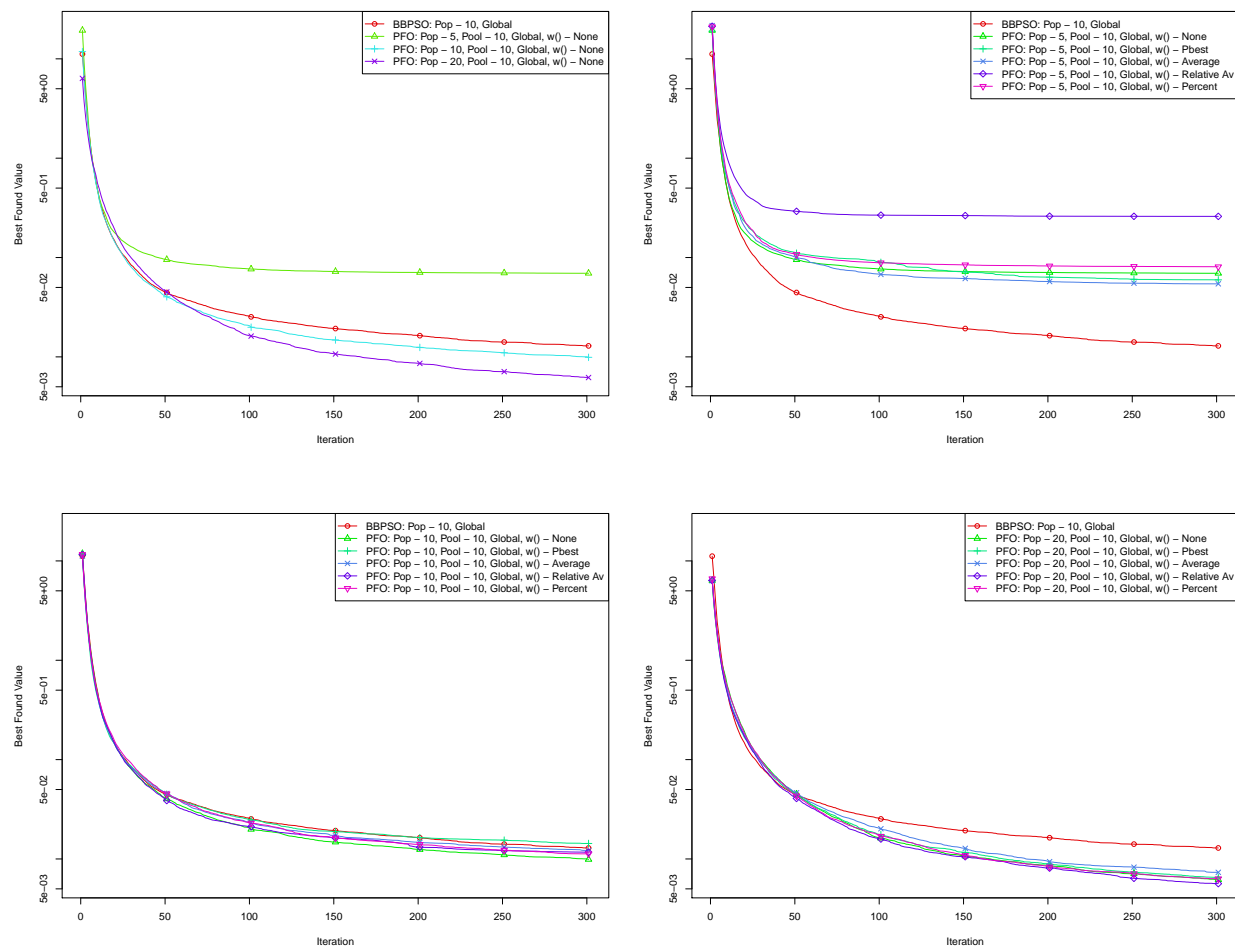 BBPSO: Pop − 10, Global
PFO: Pop − 5, Pool − 10, Global, w() − None
PFO: Pop − 10, Pool − 10, Global, w() − None
PFO: Pop − 20, Pool − 10, Global, w() − None
5e+00
5e−01
5e−02
5e−03
Best Found Value
0 50 100 150 200 250 300
Iteration
BBPSO: Pop − 10, Global
PFO: Pop − 5, Pool − 10, Global, w() − None
PFO: Pop − 5, Pool − 10, Global, w() − Pbest
PFO: Pop − 5, Pool − 10, Global, w() − Average
PFO: Pop − 5, Pool − 10, Global, w() − Relative Av
PFO: Pop − 5, Pool − 10, Global, w() − Percent
5e+00
5e−01
5e−02
5e−03
Best Found Value
0 50 100 150 200 250 300
Iteration
BBPSO: Pop − 10, Global
PFO: Pop − 10, Pool − 10, Global, w() − None
PFO: Pop − 10, Pool − 10, Global, w() − Pbest
PFO: Pop − 10, Pool − 10, Global, w() − Average
PFO: Pop − 10, Pool − 10, Global, w() − Relative Av
PFO: Pop − 10, Pool − 10, Global, w() − Percent
5e+00
5e−01
5e−02
5e−03
Best Found Value
0 50 100 150 200 250 300
Iteration
BBPSO: Pop − 10, Global
PFO: Pop − 20, Pool − 10, Global, w() − None
PFO: Pop − 20, Pool − 10, Global, w() − Pbest
PFO: Pop − 20, Pool − 10, Global, w() − Average
PFO: Pop − 20, Pool − 10, Global, w() − Relative Av
PFO: Pop − 20, Pool − 10, Global, w() − Percent
5e+00
5e−01
5e−02
5e−03
Best Found Value
0 50 100 150 200 250 300
Iteration